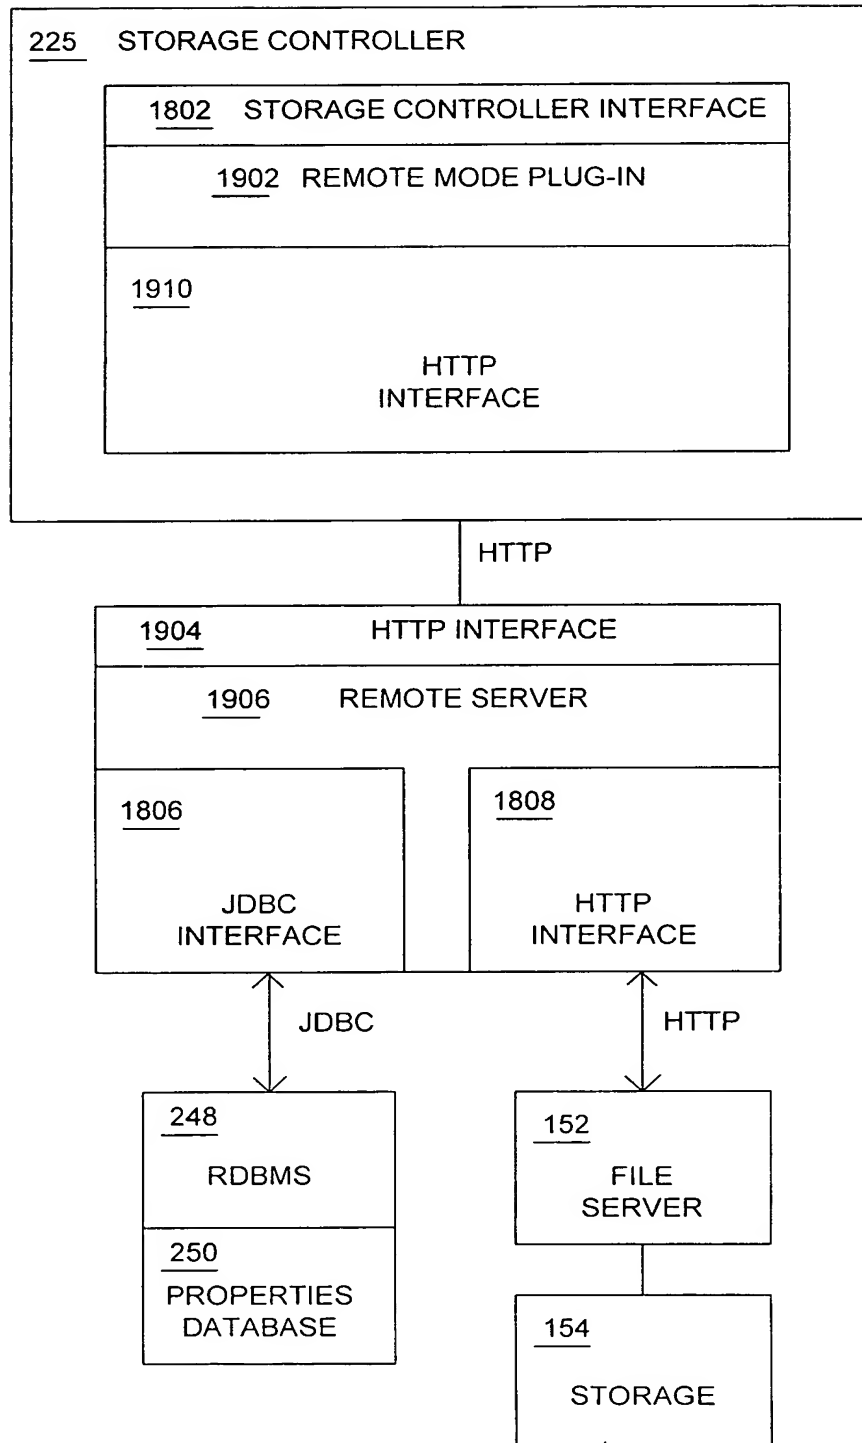 225 STORAGE CONTROLLER
1802 STORAGE CONTROLLER INTERFACE
1902 REMOTE MODE PLUG-IN
1910
HTTP
INTERFACE
HTTP
1904 HTTP INTERFACE
1906 REMOTE SERVER
1806
JDBC
INTERFACE
1808
HTTP
INTERFACE
JDBC
HTTP
248
RDBMS
250
PROPERTIES
DATABASE
152
FILE
SERVER
154
STORAGE